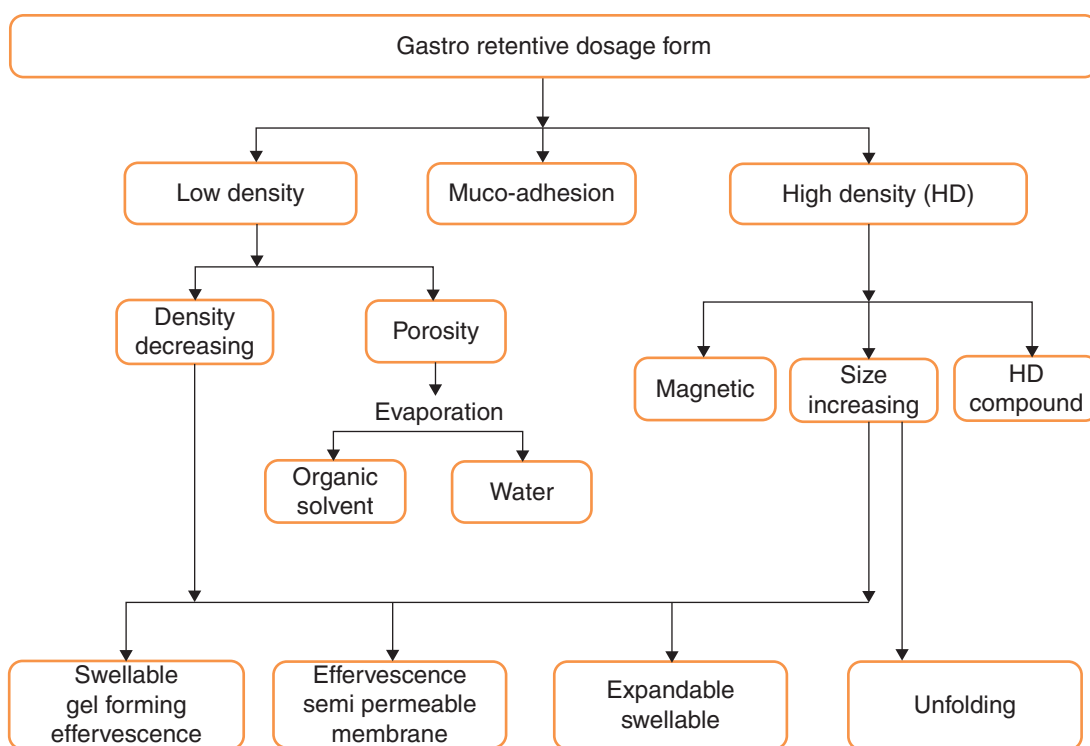 Gastro retentive dosage form
Low density
Muco-adhesion
High density (HD)
Density
decreasing
Porosity
Magnetic
Size
increasing
HD
compound
Evaporation
Organic
solvent
Water
Swellable
gel forming
effervescence
Effervescence
semi permeable
membrane
Expandable
swellable
Unfolding